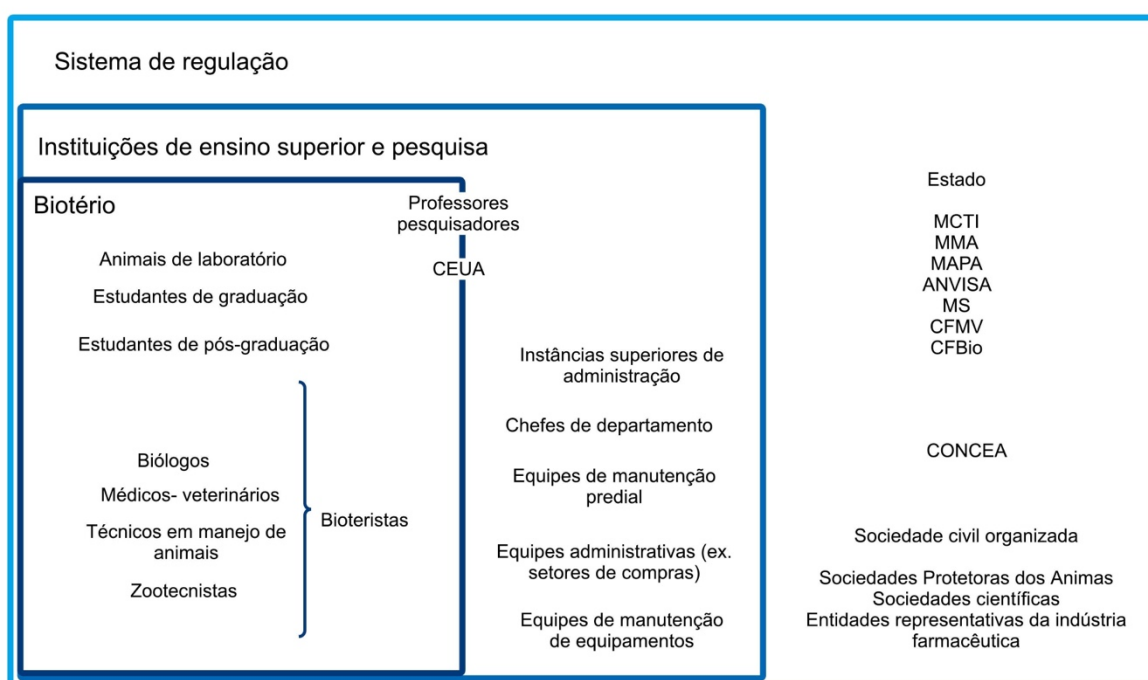 Sistema de regulação
Instituições de ensino superior e pesquisa
Biotério
Professores
pesquisadores
CEUA
Animais de laboratório
Estudantes de graduação
Estudantes de pós-graduação
Biólogos
Médicos- veterinários
Técnicos em manejo de
animais
Zootecnistas
Bioteristas
Instâncias superiores de
administração
Chefes de departamento
Equipes de manutenção
predial
Equipes administrativas (ex.
setores de compras)
Equipes de manutenção
de equipamentos
Estado
MCTI
MMA
MAPA
ANVISA
MS
CFMV
CFBio
CONCEA
Sociedade civil organizada
Sociedades Protetoras dos Animas
Sociedades científicas
Entidades representativas da indústria
farmacêutica